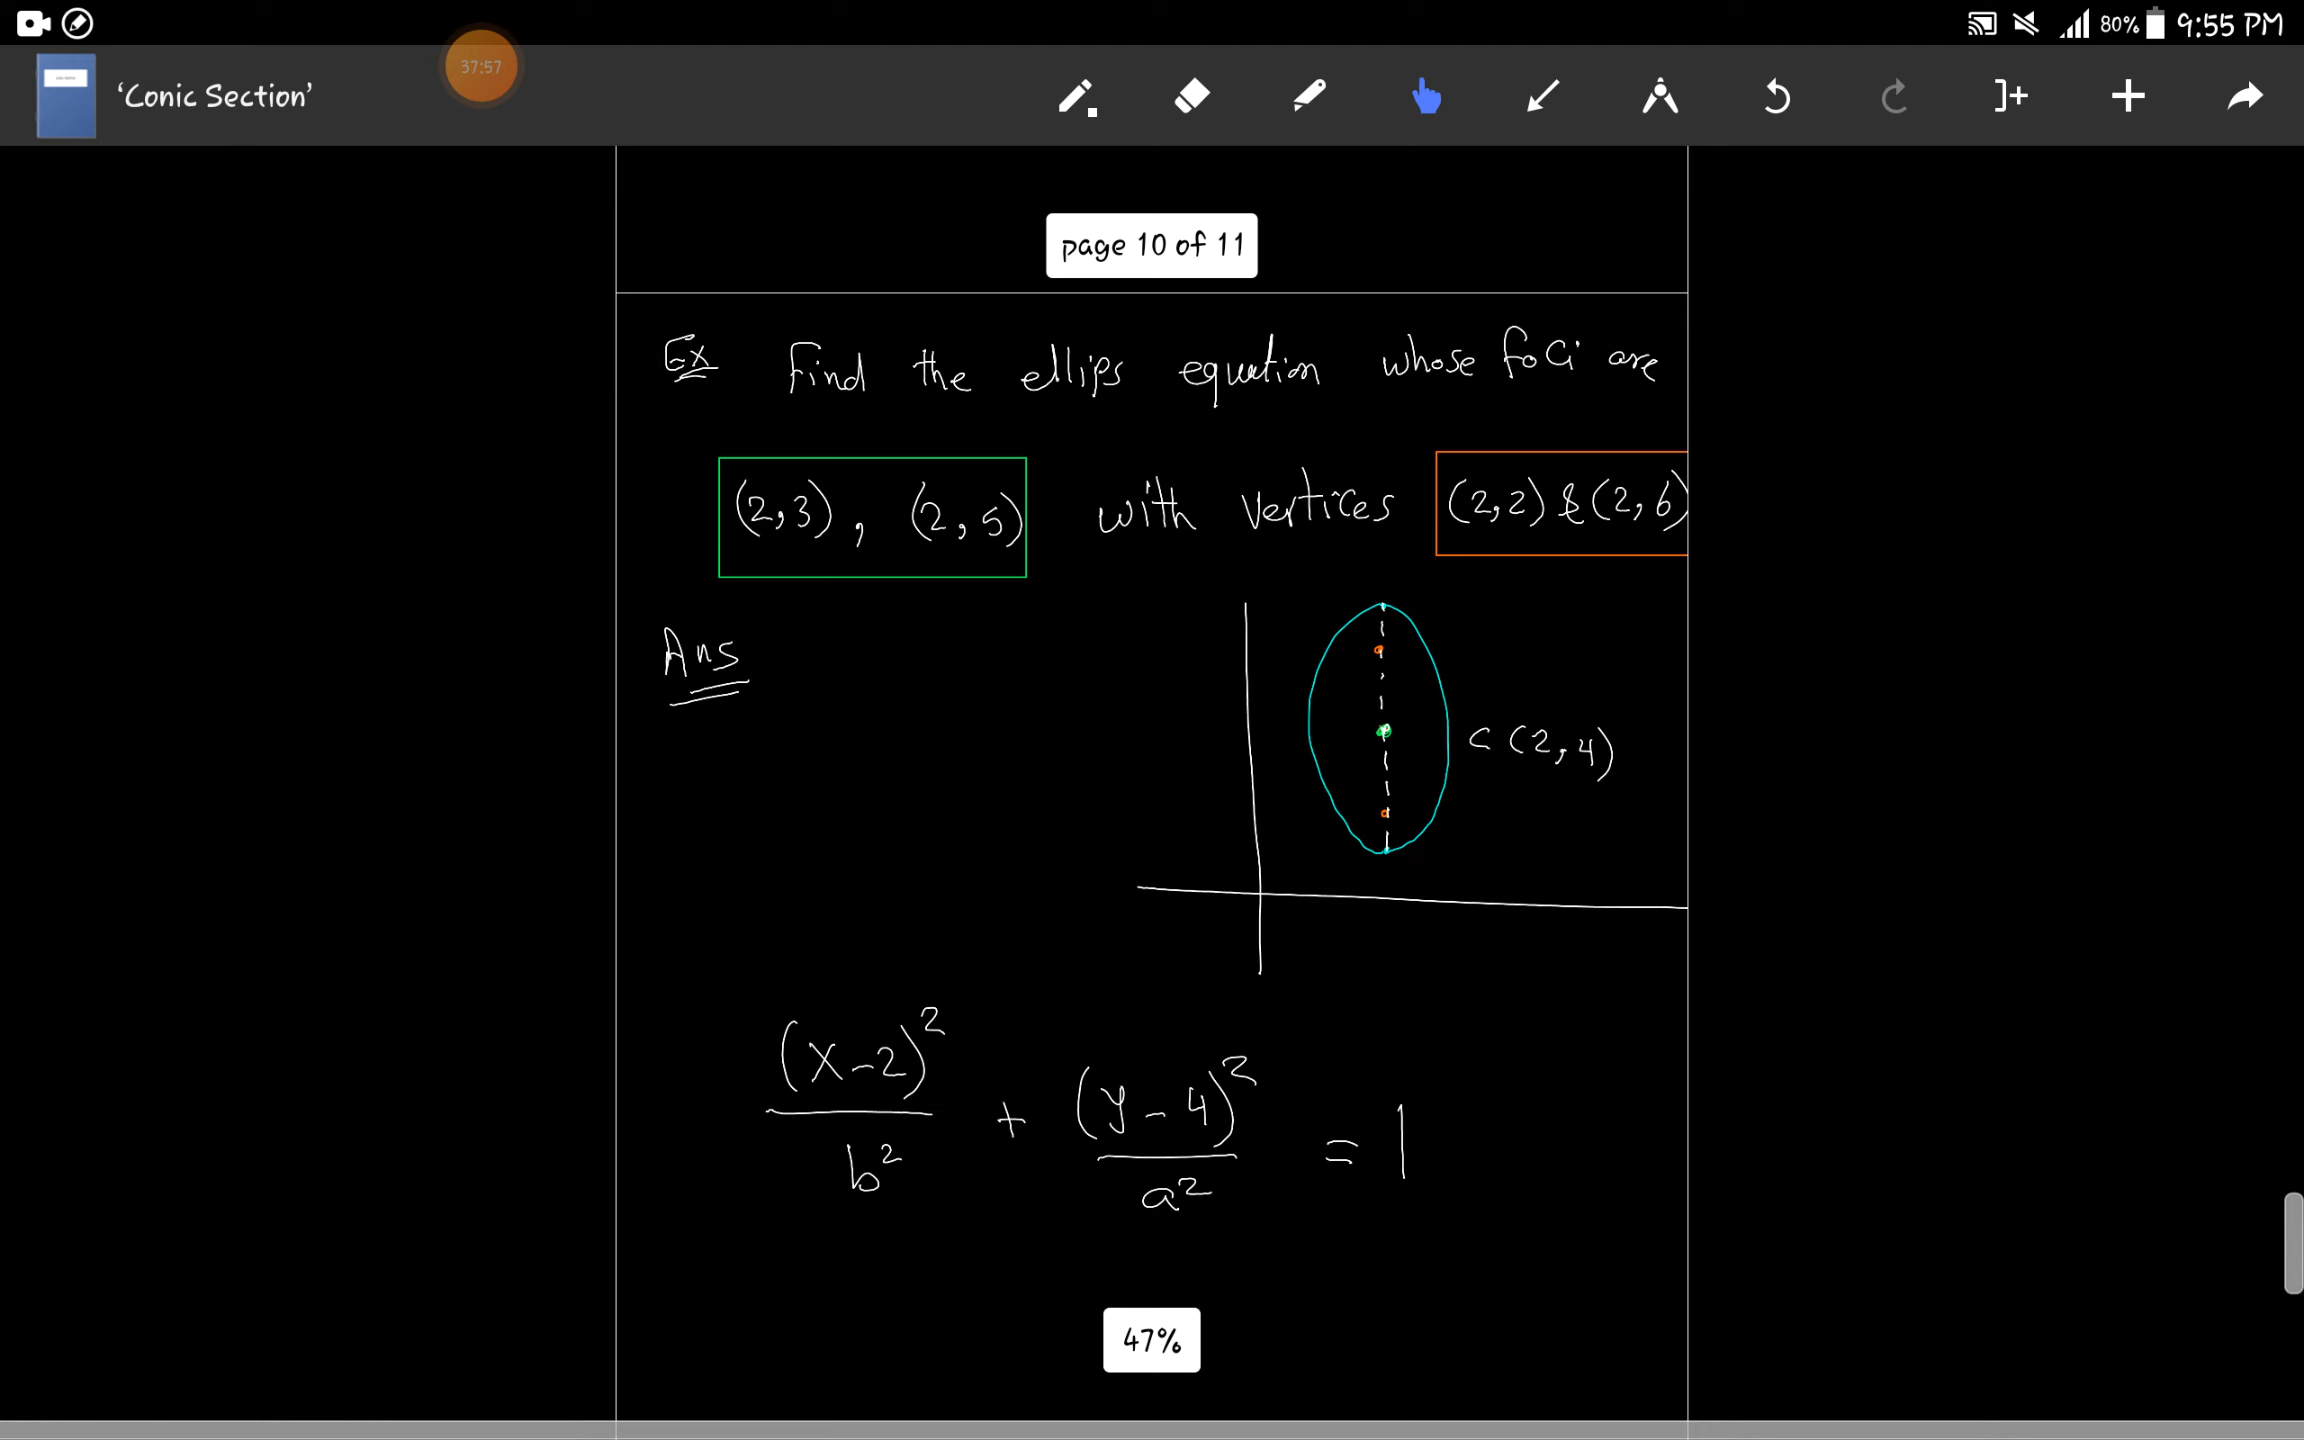 80% 9:55 PM
'Conic Section'
37:57
]+
page 10 of 11
Ex Find the ellips equation whose foci are
(2,3), (2,5) with vertices (2,2) & (2,6)
Ans
C (2,4)
(x-2)² / b² + (y-4)² / a² = 1
47%